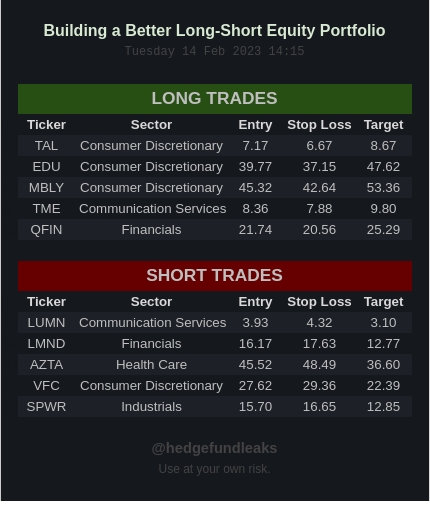 Building a Better Long-Short Equity Portfolio
Tuesday 14 Feb 2023 14:15
LONG TRADES
Ticker Sector Entry Stop Loss Target
TAL Consumer Discretionary 7.17 6.67 8.67
EDU Consumer Discretionary 39.77 37.15 47.62
MBLY Consumer Discretionary 45.32 42.64 53.36
TME Communication Services 8.36 7.88 9.80
QFIN Financials 21.74 20.56 25.29
SHORT TRADES
Ticker Sector Entry Stop Loss Target
LUMN Communication Services 3.93 4.32 3.10
LMND Financials 16.17 17.63 12.77
AZTA Health Care 45.52 48.49 36.60
VFC Consumer Discretionary 27.62 29.36 22.39
SPWR Industrials 15.70 16.65 12.85
@hedgefundleaks
Use at your own risk.